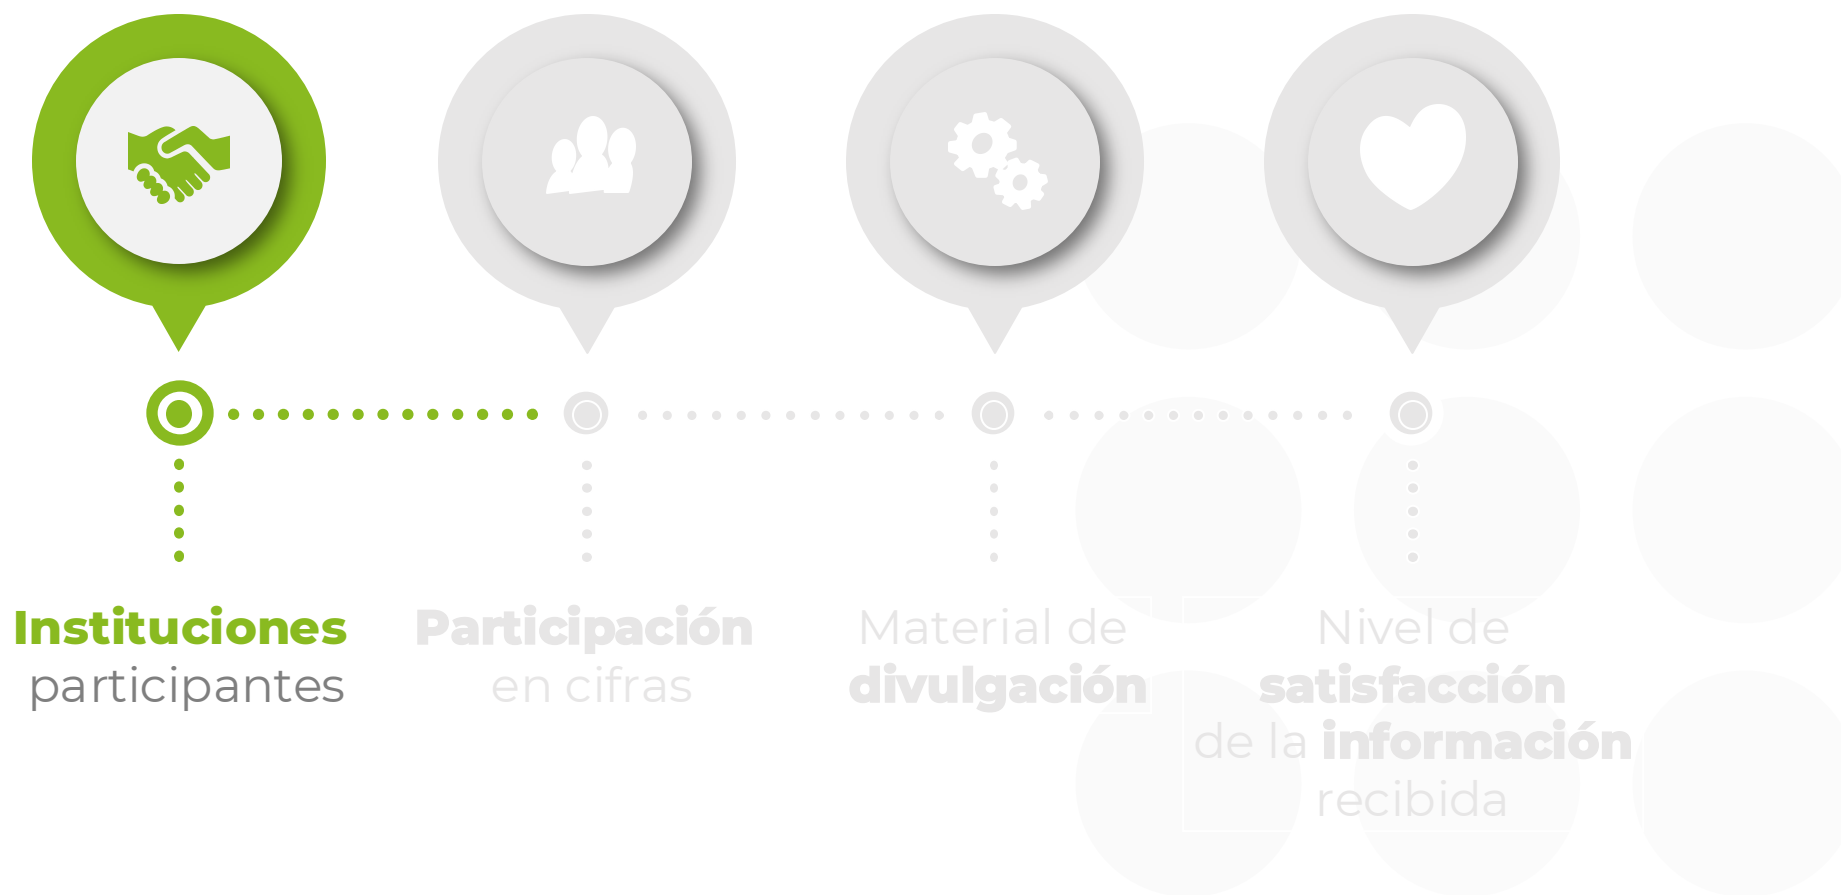 Instituciones
participantes
Participación
en cifras
Material de
divulgación
Nivel de
satisfacción
de la información
recibida